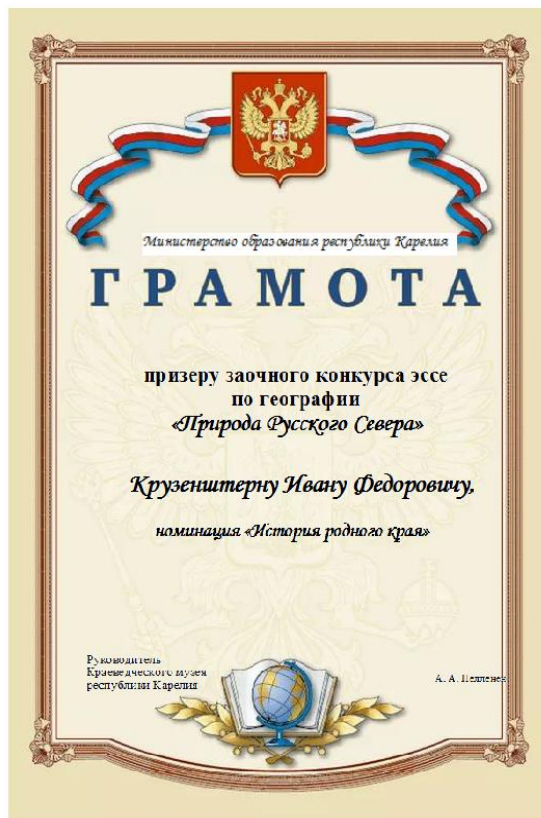 Министерство образования республики Карелия
ГРАМОТА
призеру заочного конкурса эссе
по географии
«Природа Русского Севера»
Крузенштерну Ивану Федоровичу,
номинация «История родного края»
Руководитель
Краеведческого музея
республики Карелия
А. А.